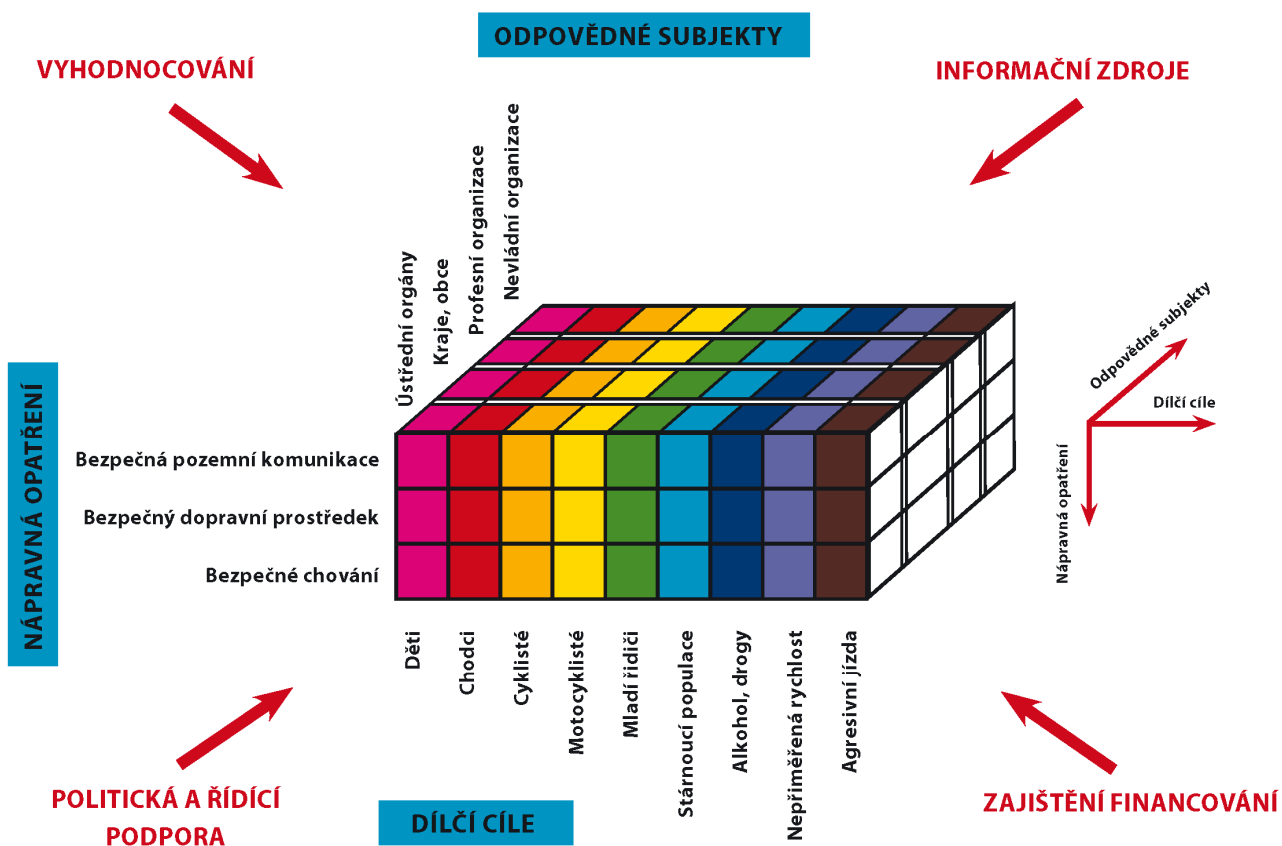 ODPOVĚDNÉ SUBJEKTY
VYHODNOCOVÁNÍ
INFORMAČNÍ ZDROJE
Ústřední orgány
Kraje, obce
Profesní organizace
Nevládní organizace
NÁPRAVNÁ OPATŘENÍ
Bezpečná pozemní komunikace
Bezpečný dopravní prostředek
Bezpečné chování
Odpovědné subjekty
Dílčí cíle
Nápravná opatření
Děti
Chodci
Cyklisté
Motocyklisté
Mladí řidiči
Stárnoucí populace
Alkohol, drogy
Nepřiměřená rychlost
Agresivní jízda
POLITICKÁ A ŘÍDÍCÍ
PODPORA
DÍLČÍ CÍLE
ZAJIŠTĚNÍ FINANCOVÁNÍ